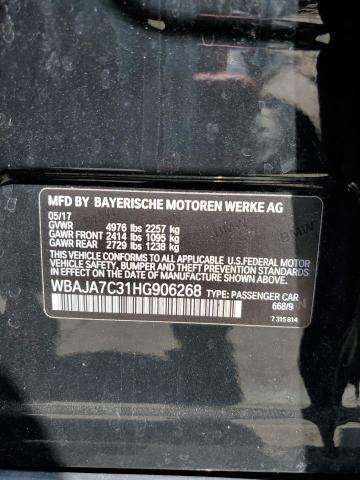 MFD BY BAYERISCHE MOTOREN WERKE AG
05/17
GVWR 4976 lbs 2257 kg
GAWR FRONT 2414 lbs 1095 kg
GAWR REAR 2729 lbs 1238 kg
THIS VEHICLE CONFORMS TO ALL APPLICABLE U.S.FEDERAL MOTOR
VEHICLE SAFETY, BUMPER AND THEFT PREVENTION STANDARDS
IN EFFECT ON THE DATE OF MANUFACTURE SHOWN ABOVE.
WBAJA7C31HG906268 TYPE: PASSENGER CAR
668/9
7 315 814